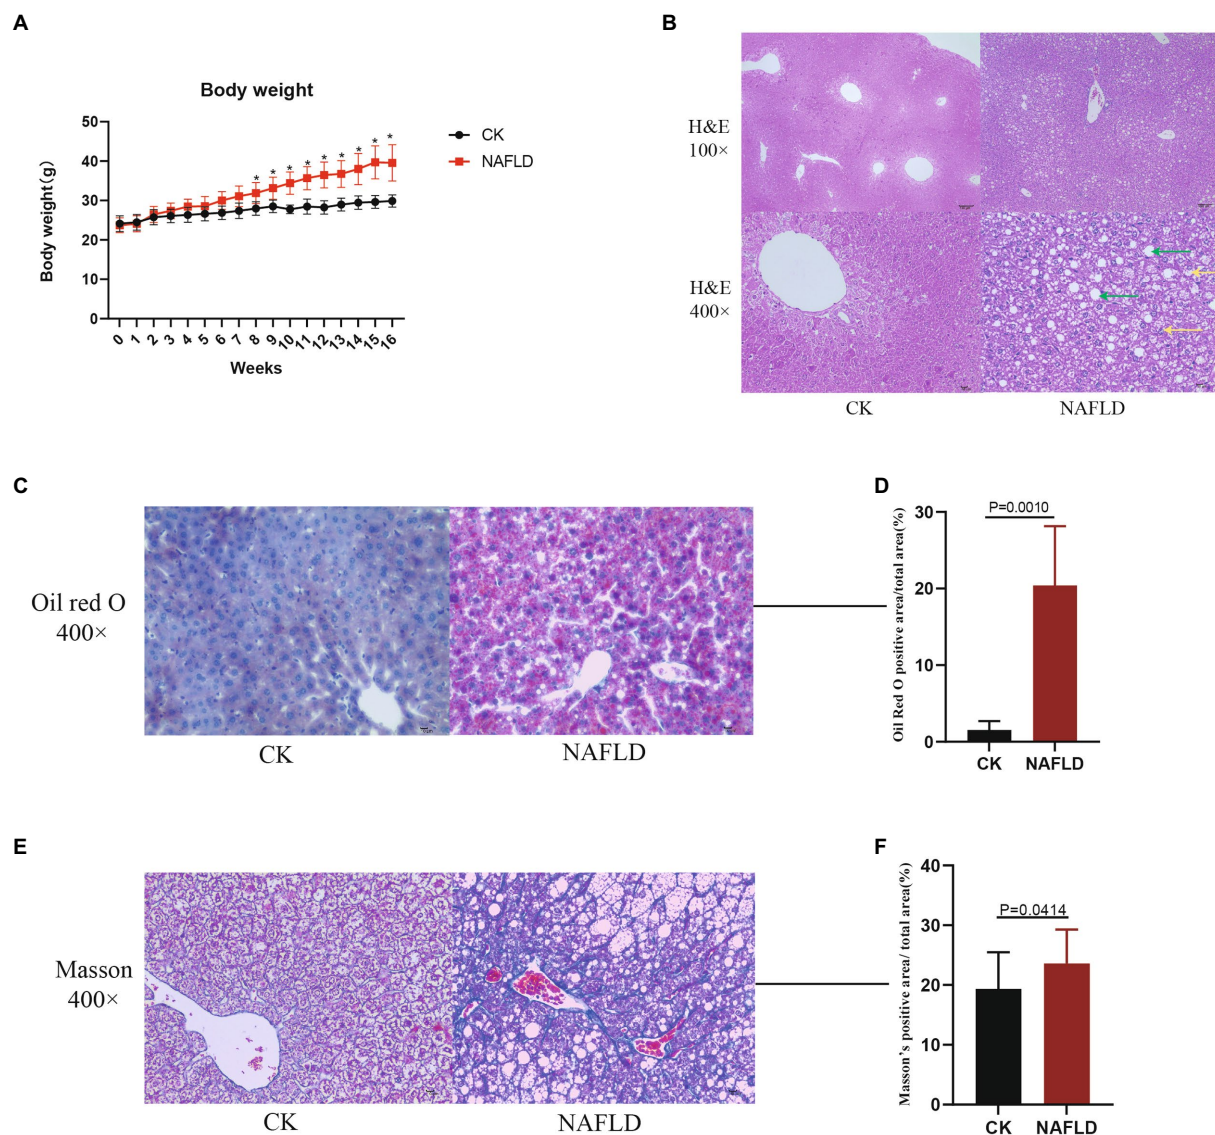 A
Body weight
Body weight(g)
50
40
30
20
10
0
* * * * * * * * *
0 1 2 3 4 5 6 7 8 9 10 11 12 13 14 15 16
Weeks
CK
NAFLD
B
H&E
100×
H&E
400×
CK
NAFLD
C
Oil red O
400×
CK
NAFLD
D
Oil Red O positive area/total area(%)
30
20
10
0
P=0.0010
CK
NAFLD
E
Masson
400×
CK
NAFLD
F
Masson's positive area/ total area(%)
40
30
20
10
0
P=0.0414
CK
NAFLD